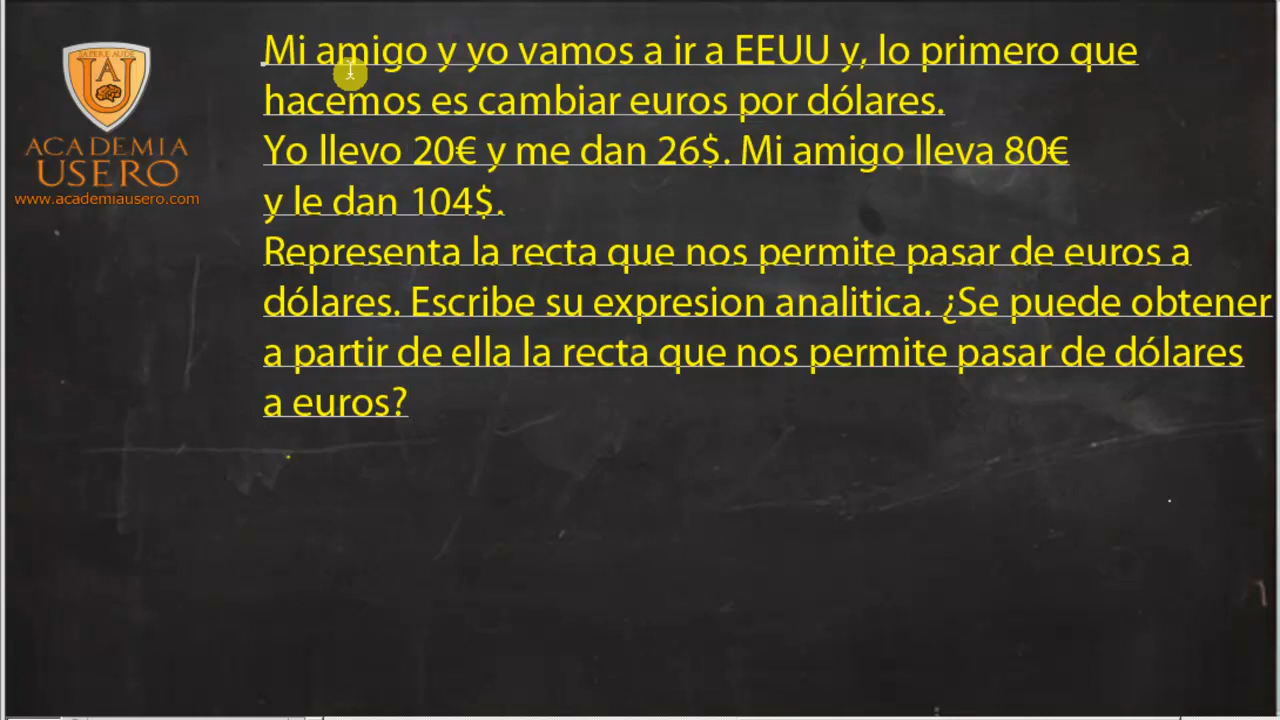 SAPERE AUDE
UAU
ACADEMIA
USERO
www.academiausero.com
Mi amigo y yo vamos a ir a EEUU y, lo primero que
hacemos es cambiar euros por dólares.
Yo llevo 20€ y me dan 26$. Mi amigo lleva 80€
y le dan 104$.
Representa la recta que nos permite pasar de euros a
dólares. Escribe su expresion analitica. ¿Se puede obtener
a partir de ella la recta que nos permite pasar de dólares
a euros?